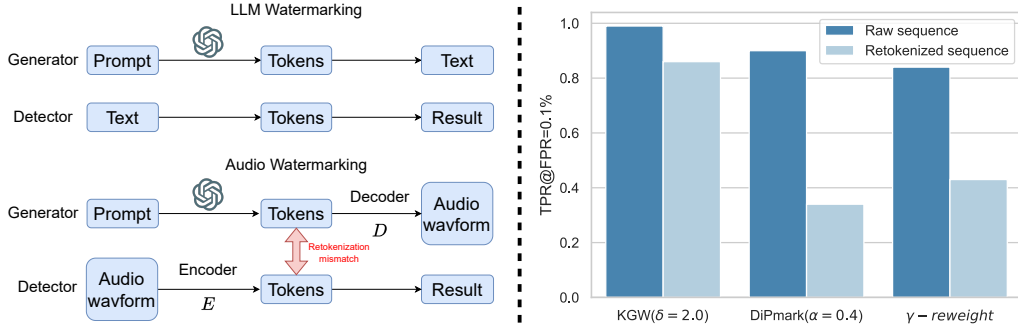 LLM Watermarking
Generator Prompt Tokens Text
Detector Text Tokens Result
Audio Watermarking
Generator Prompt Tokens Decoder D Audio
wavform
Retokenization
mismatch
Detector Audio
wavform Encoder E Tokens Result
TPR@FPR=0.1%
1.0
0.8
0.6
0.4
0.2
0.0
Raw sequence
Retokenized sequence
KGW(δ = 2.0) DiPmark(α = 0.4) γ − reweight